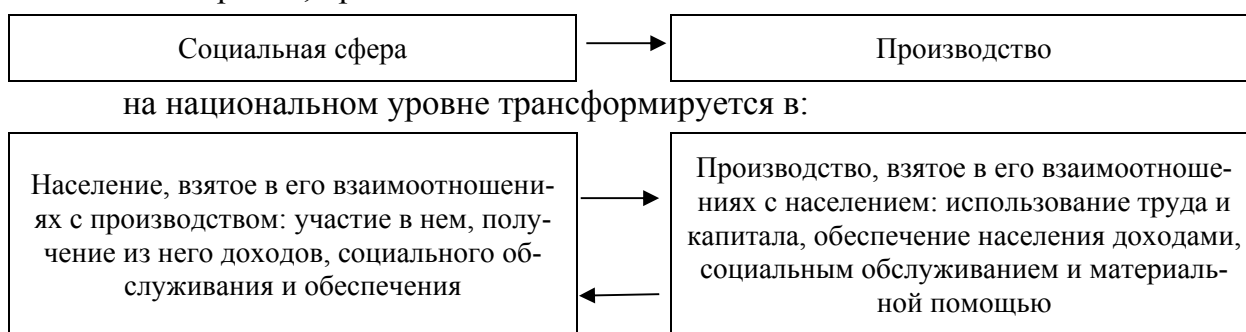 Социальная сфера
Производство
на национальном уровне трансформируется в:
Население, взятое в его взаимоотношени-
ях с производством: участие в нем, полу-
чение из него доходов, социального об-
служивания и обеспечения
Производство, взятое в его взаимоотноше-
ниях с населением: использование труда и
капитала, обеспечение населения доходами,
социальным обслуживанием и материаль-
ной помощью